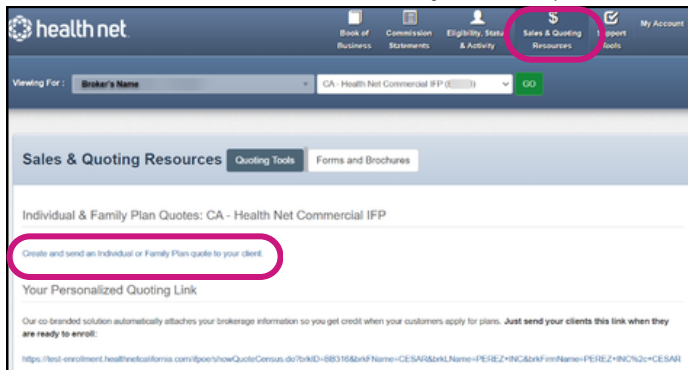 health net.
Book of Business
Commission Statements
Eligibility, Status & Activity
$ Sales & Quoting Resources
Support Tools
My Account
Viewing For :
Broker's Name
CA - Health Net Commercial IFP (
GO
Sales & Quoting Resources
Quoting Tools
Forms and Brochures
Individual & Family Plan Quotes: CA - Health Net Commercial IFP
Create and send an Individual or Family Plan quote to your client.
Your Personalized Quoting Link
Our co-branded solution automatically attaches your brokerage information so you get credit when your customers apply for plans. Just send your clients this link when they
are ready to enroll:
https://test-enrollment.healthnetcalifornia.com/ifpoe/showQuoteCensus.do?brkID=BB316&brkFName=CESAR&brkLName=PEREZ+INC&brkFirmName=PEREZ+INC%2c+CESAR